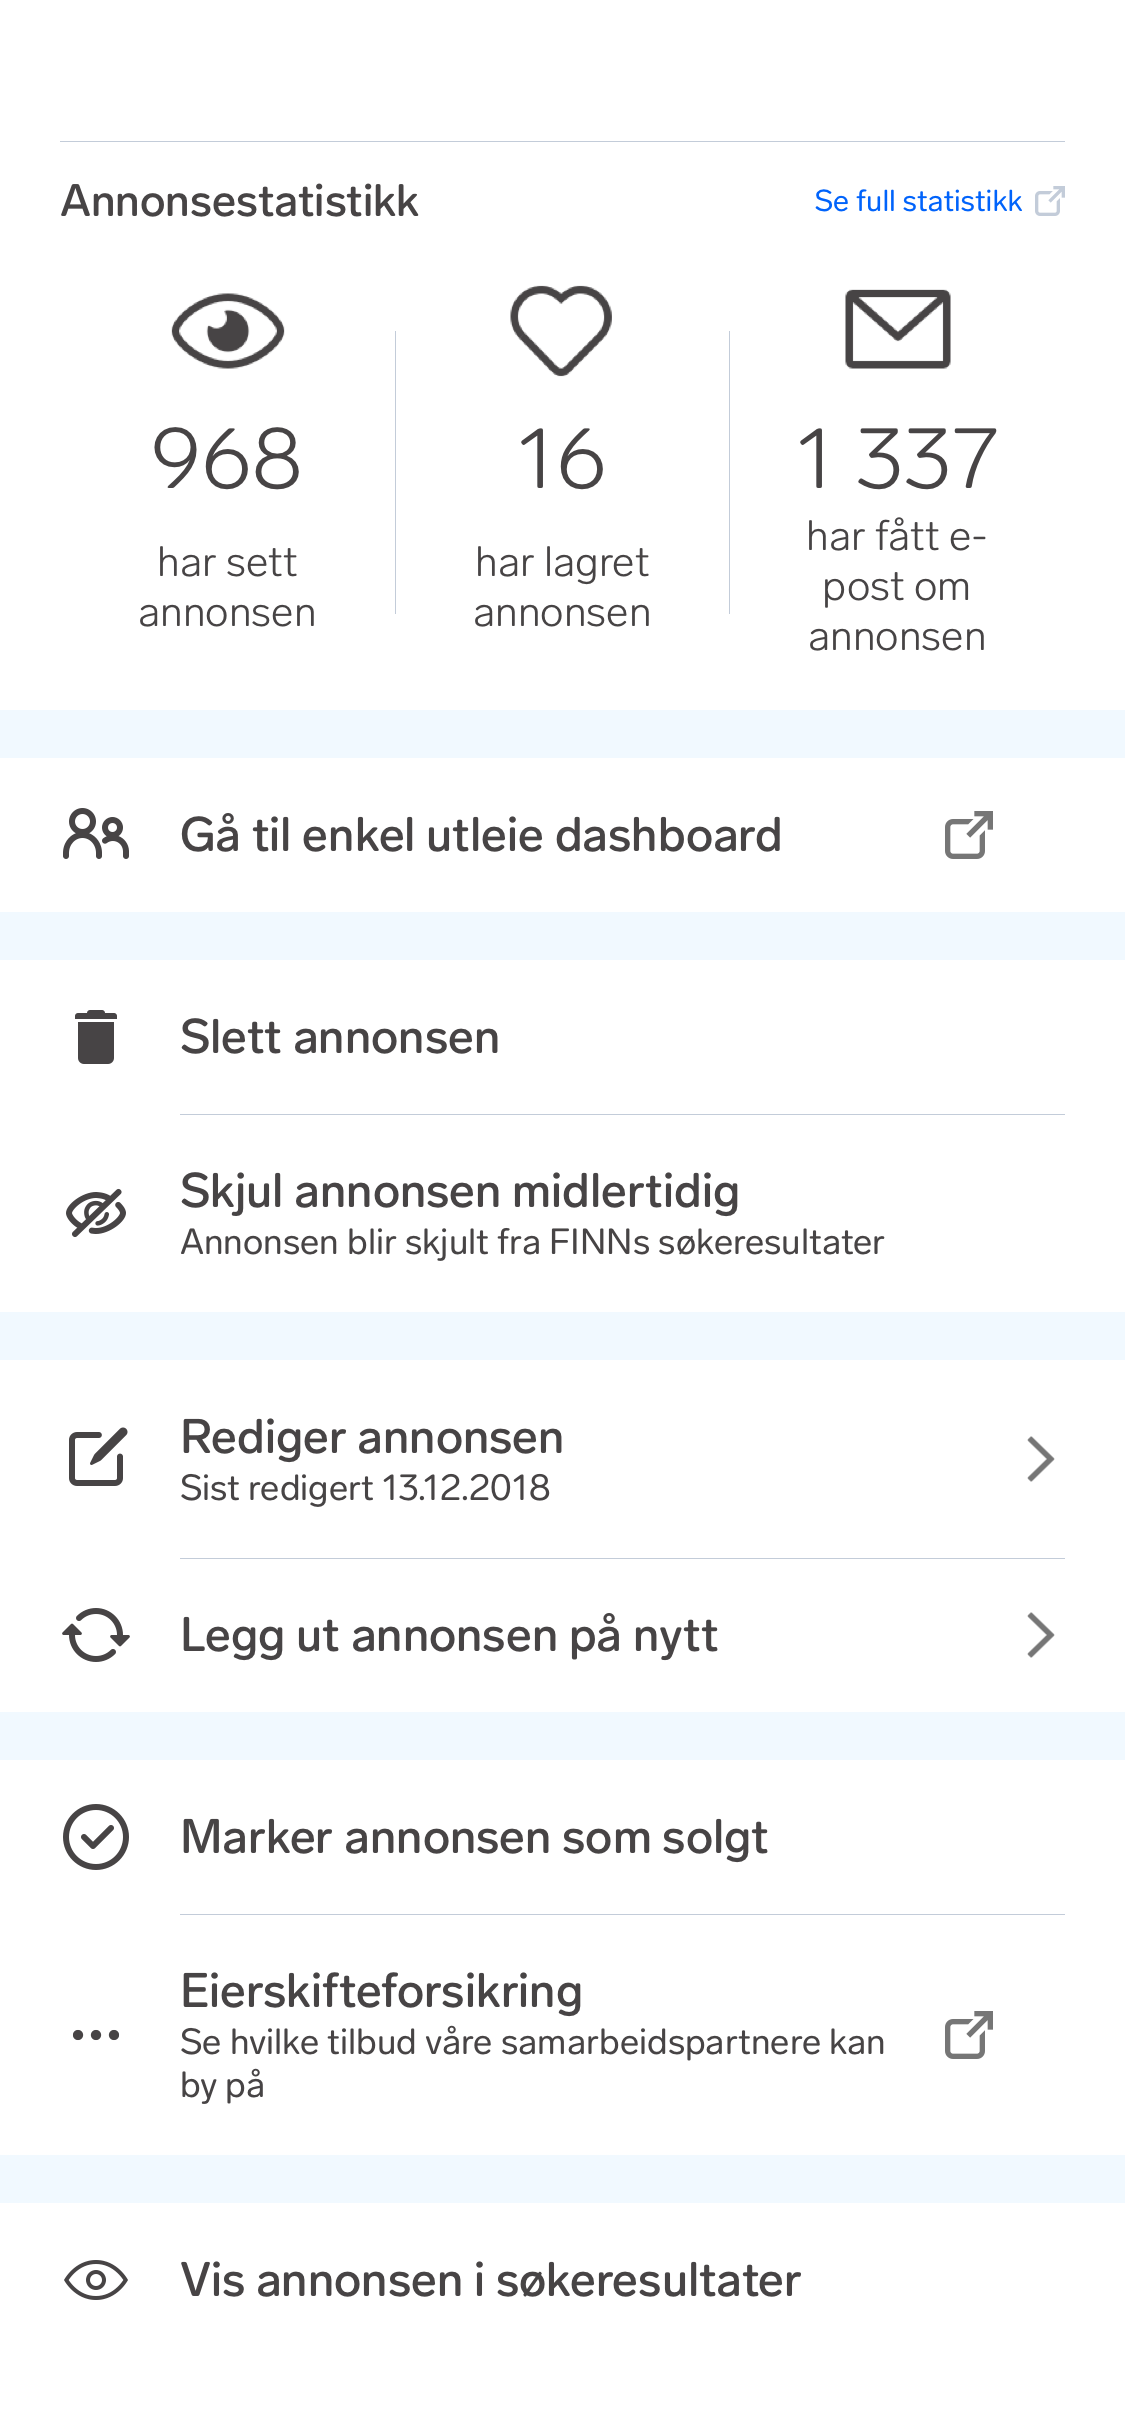 Annonsestatistikk
Se full statistikk
968
har sett
annonsen
16
har lagret
annonsen
1 337
har fått e-
post om
annonsen
Gå til enkel utleie dashboard
Slett annonsen
Skjul annonsen midlertidig
Annonsen blir skjult fra FINNs søkeresultater
Rediger annonsen
Sist redigert 13.12.2018
Legg ut annonsen på nytt
Marker annonsen som solgt
Eierskifteforsikring
Se hvilke tilbud våre samarbeidspartnere kan
by på
Vis annonsen i søkeresultater